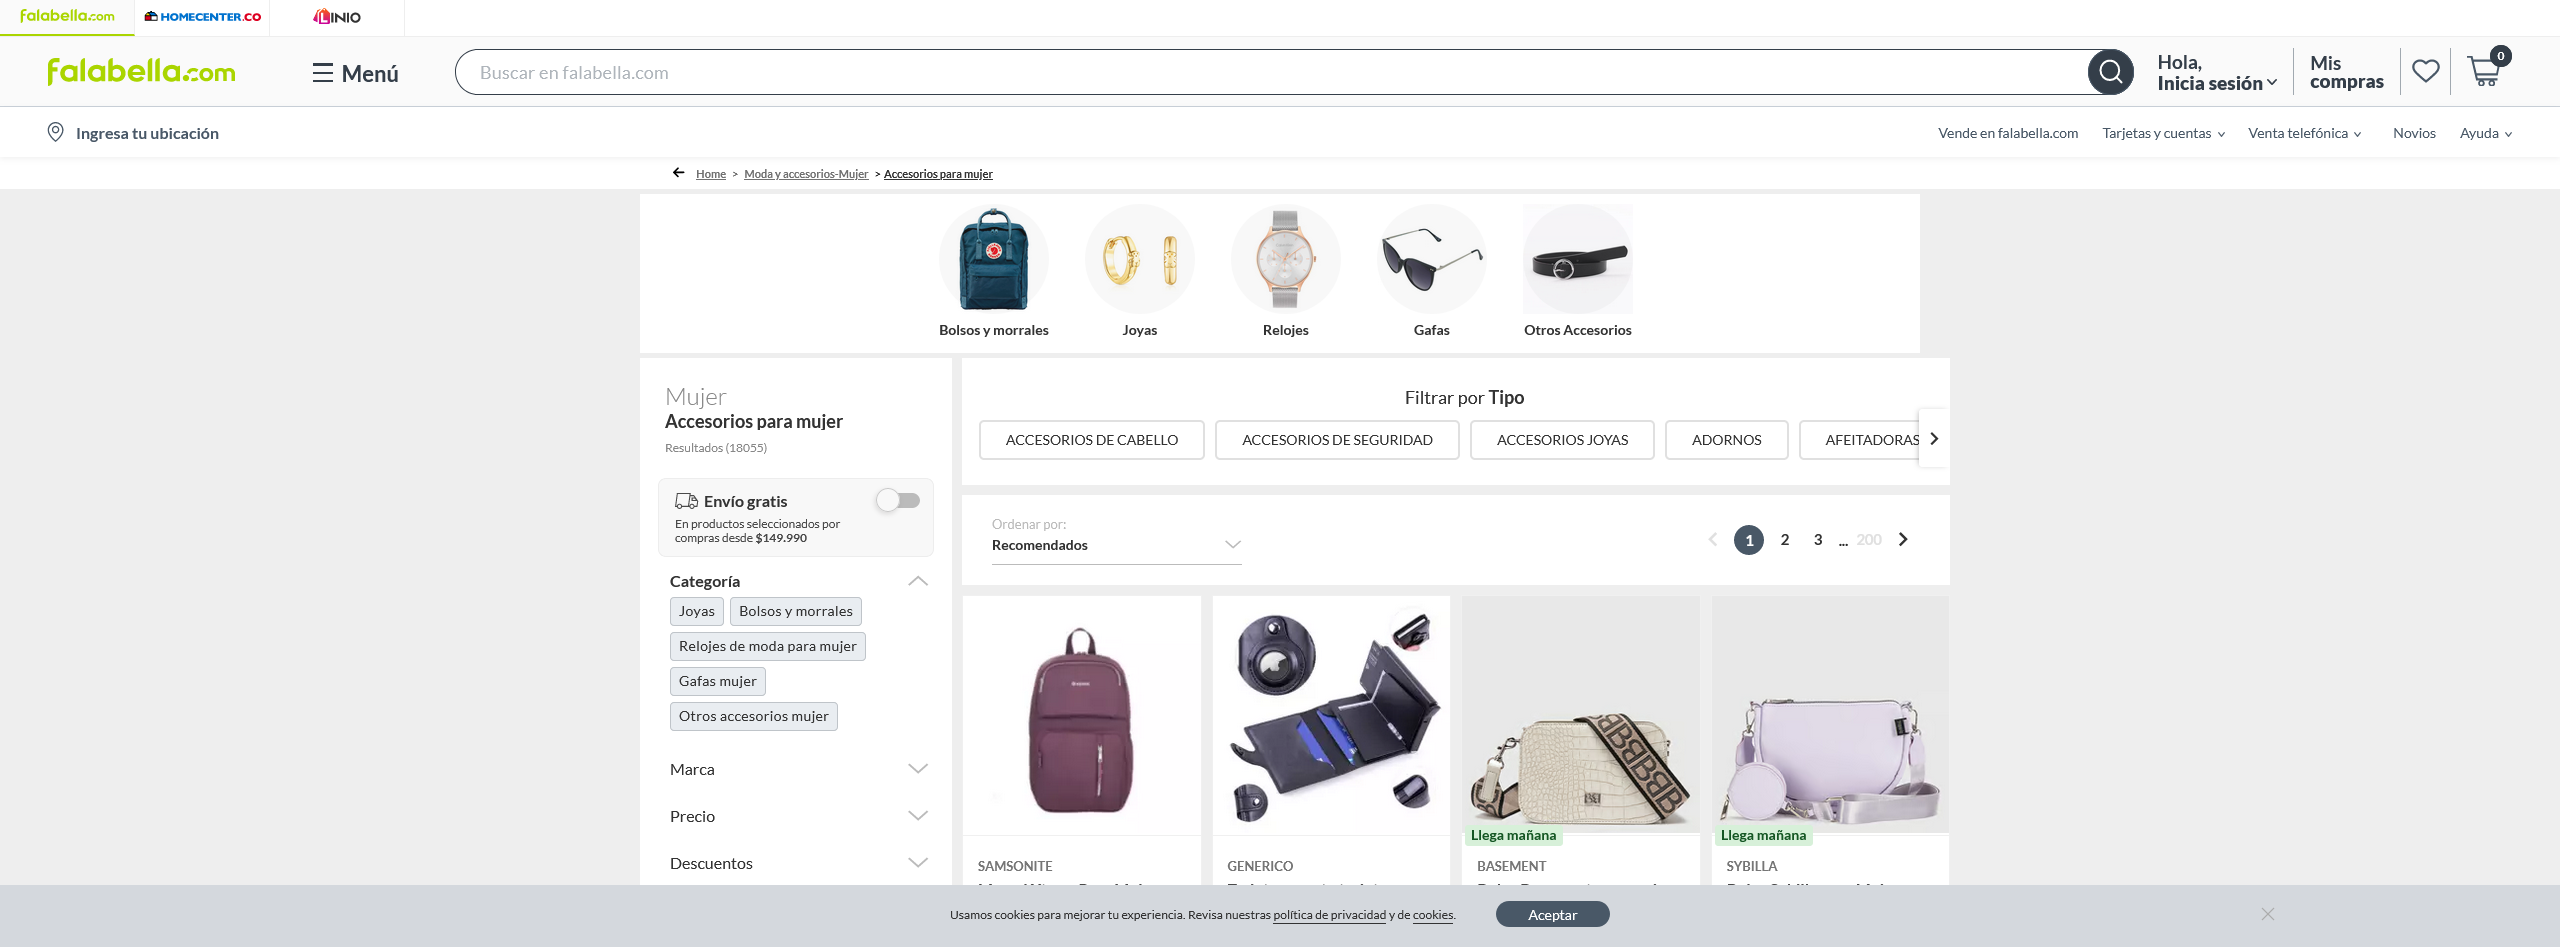 falabella.com
HOMECENTER.CO
LINIO
falabella.com
Menú
Buscar en falabella.com
Hola,
Inicia sesión
Mis
compras
0
Ingresa tu ubicación
Vende en falabella.com
Tarjetas y cuentas
Venta telefónica
Novios
Ayuda
Home > Moda y accesorios-Mujer > Accesorios para mujer
Bolsos y morrales
Joyas
Relojes
Gafas
Otros Accesorios
Mujer
Accesorios para mujer
Resultados (18055)
Envío gratis
En productos seleccionados por
compras desde $149.990
Categoría
Joyas
Bolsos y morrales
Relojes de moda para mujer
Gafas mujer
Otros accesorios mujer
Marca
Precio
Descuentos
Filtrar por Tipo
ACCESORIOS DE CABELLO
ACCESORIOS DE SEGURIDAD
ACCESORIOS JOYAS
ADORNOS
AFEITADORAS
Ordenar por:
Recomendados
1 2 3 ... 200
Llega mañana
Llega mañana
SAMSONITE
GENERICO
BASEMENT
SYBILLA
Usamos cookies para mejorar tu experiencia. Revisa nuestras política de privacidad y de cookies.
Aceptar